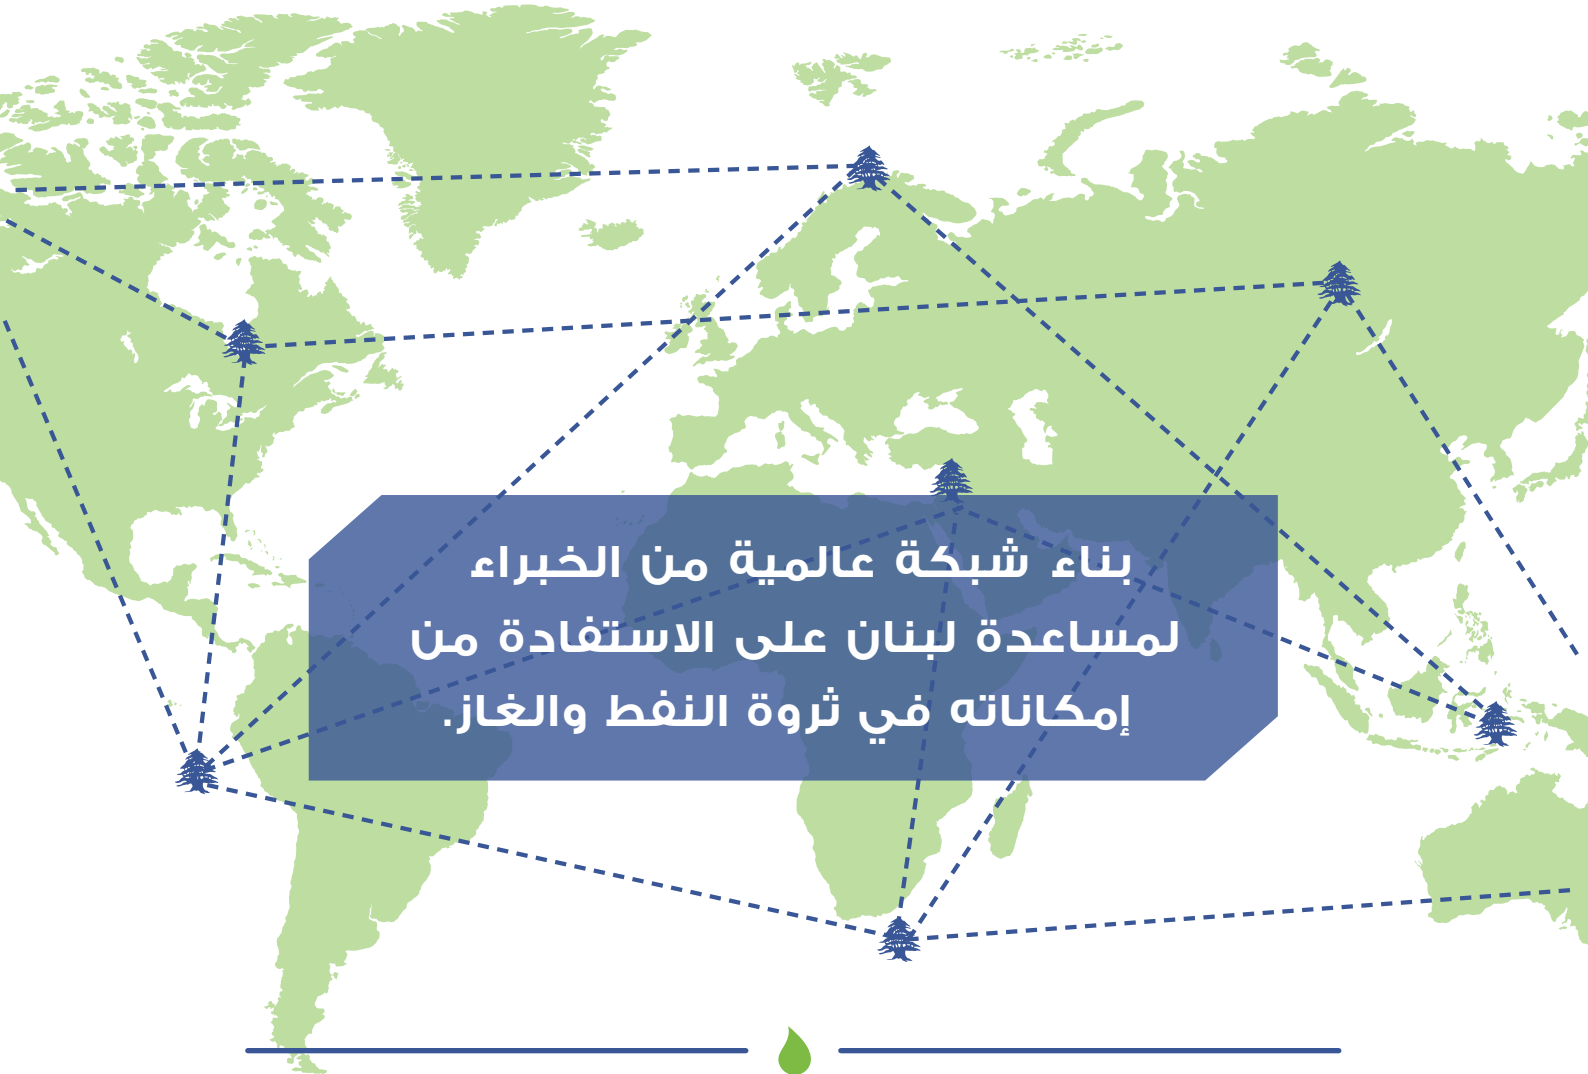 بناء شبكة عالمية من الخبراء
لمساعدة لبنان على الاستفادة من
إمكاناته في ثروة النفط والغاز.